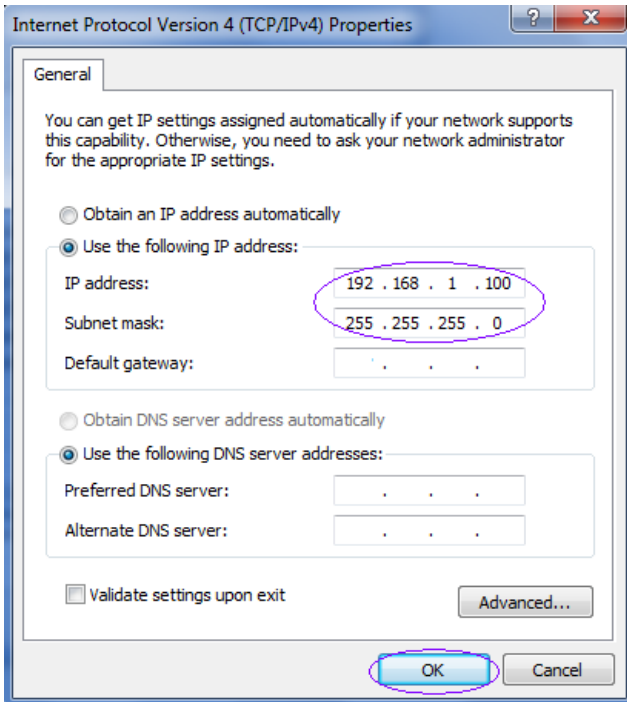 Internet Protocol Version 4 (TCP/IPv4) Properties
? X
General
You can get IP settings assigned automatically if your network supports
this capability. Otherwise, you need to ask your network administrator
for the appropriate IP settings.
Obtain an IP address automatically
Use the following IP address:
IP address: 192 . 168 . 1 . 100
Subnet mask: 255 . 255 . 255 . 0
Default gateway: . . .
Obtain DNS server address automatically
Use the following DNS server addresses:
Preferred DNS server: . . .
Alternate DNS server: . . .
Validate settings upon exit
Advanced...
OK Cancel